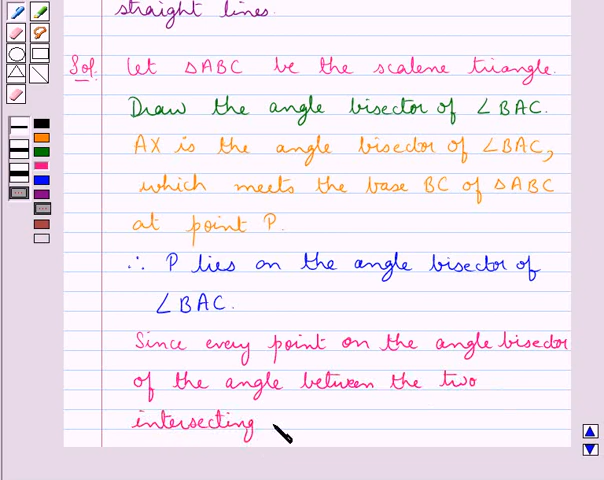 straight lines.
Sol: Let △ABC be the scalene triangle.
Draw the angle bisector of ∠BAC.
AX is the angle bisector of ∠BAC,
which meets the base BC of △ABC
at point P.
∴ P lies on the angle bisector of
∠BAC.
Since every point on the angle bisector
of the angle between the two
intersecting